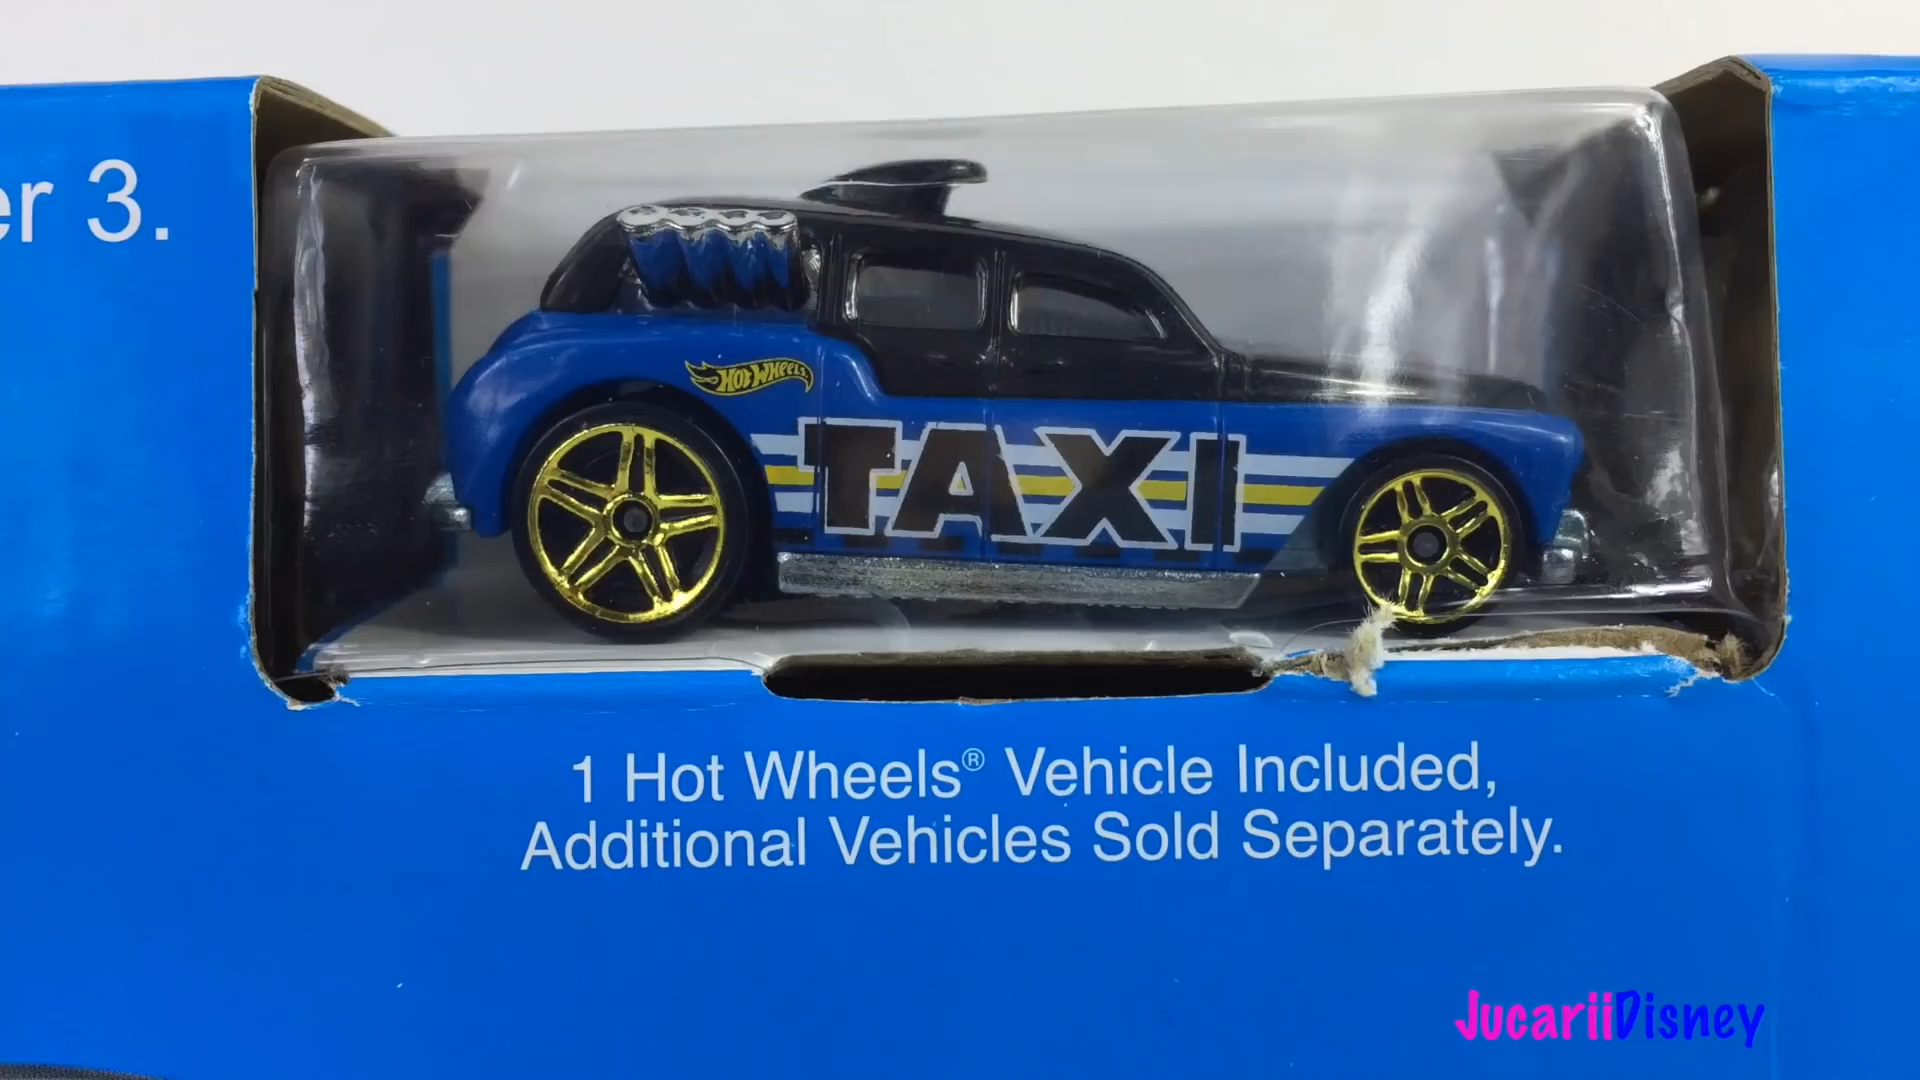 er 3.
HOT WHEELS
TAXI
1 Hot Wheels® Vehicle Included,
Additional Vehicles Sold Separately.
JucariiDisney